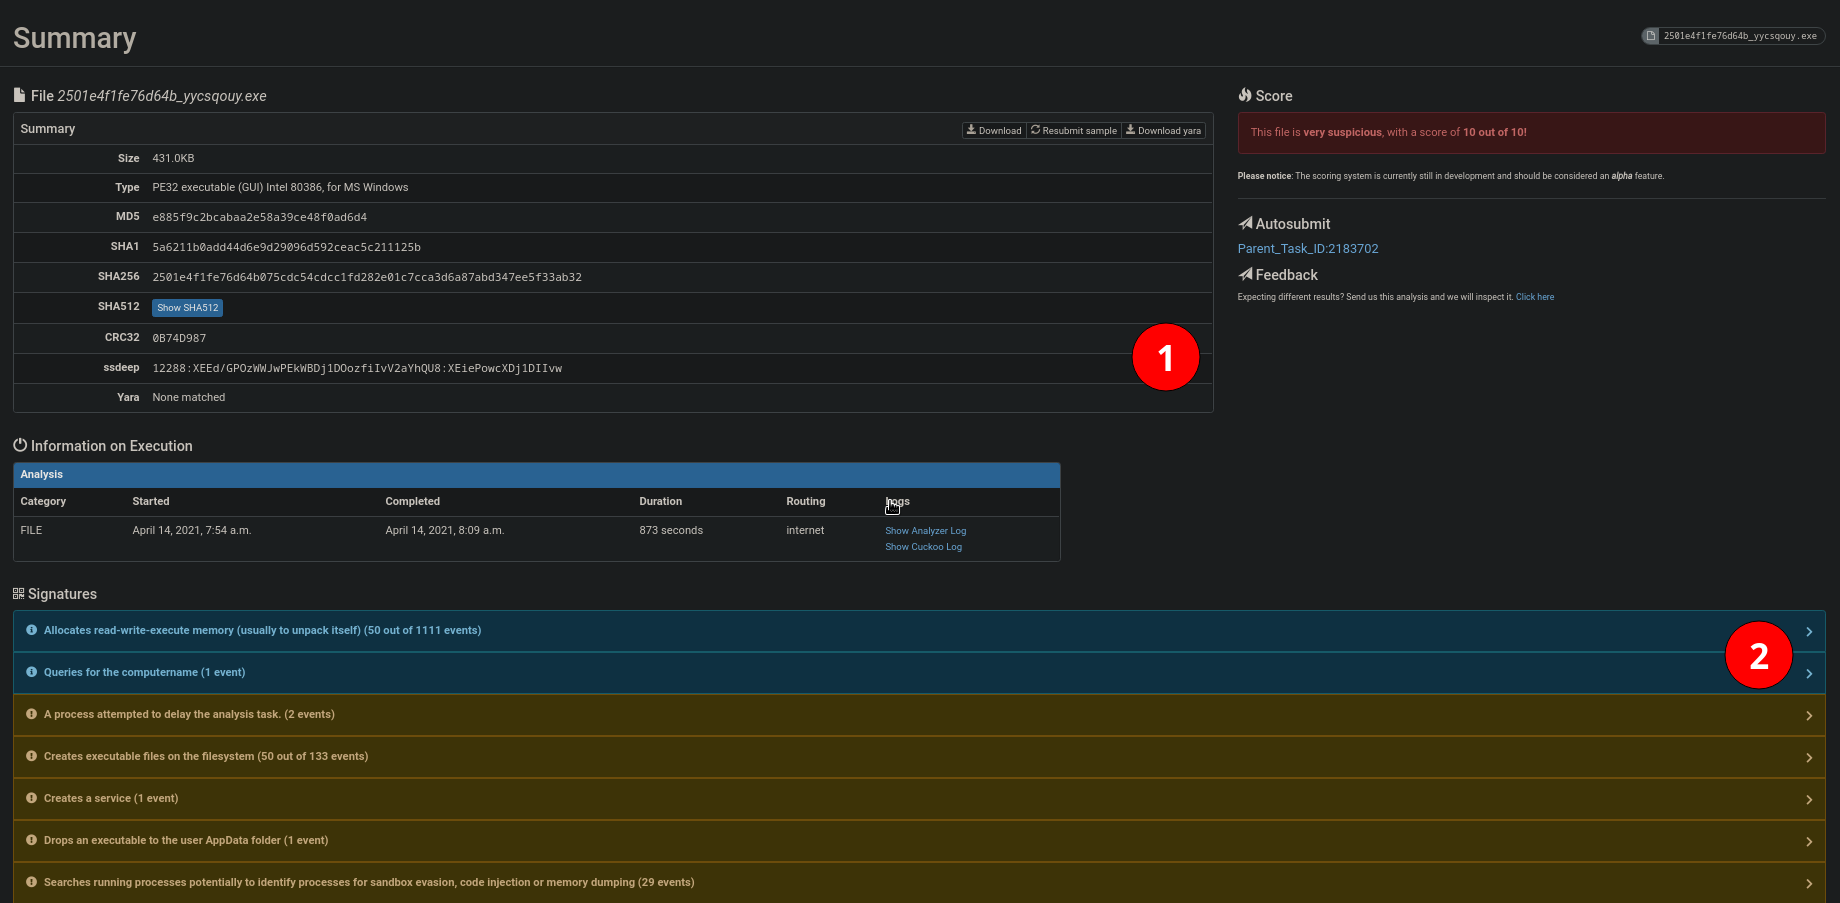 Summary
2501e4f1fe76d64b_yycsqouy.exe
File 2501e4f1fe76d64b_yycsqouy.exe
Summary
Download Resubmit sample Download yara
Size 431.0KB
Type PE32 executable (GUI) Intel 80386, for MS Windows
MD5 e885f9c2bcabaa2e58a39ce48f0ad6d4
SHA1 5a6211b0add44d6e9d29096d592ceac5c211125b
SHA256 2501e4f1fe76d64b075cdc54cdcc1fd282e01c7cca3d6a87abd347ee5f33ab32
SHA512 Show SHA512
CRC32 0B74D987
ssdeep 12288:XEEd/GPOzWWJwPEkWBDj1DOozfiIvV2aYhQU8:XEiePowcXDj1DIIvw
Yara None matched
1
Score
This file is very suspicious, with a score of 10 out of 10!
Please notice: The scoring system is currently still in development and should be considered an alpha feature.
Autosubmit
Parent_Task_ID:2183702
Feedback
Expecting different results? Send us this analysis and we will inspect it. Click here
Information on Execution
Analysis
Category Started Completed Duration Routing Logs
FILE April 14, 2021, 7:54 a.m. April 14, 2021, 8:09 a.m. 873 seconds internet Show Analyzer Log
Show Cuckoo Log
Signatures
Allocates read-write-execute memory (usually to unpack itself) (50 out of 1111 events)
2
Queries for the computername (1 event)
A process attempted to delay the analysis task. (2 events)
Creates executable files on the filesystem (50 out of 133 events)
Creates a service (1 event)
Drops an executable to the user AppData folder (1 event)
Searches running processes potentially to identify processes for sandbox evasion, code injection or memory dumping (29 events)